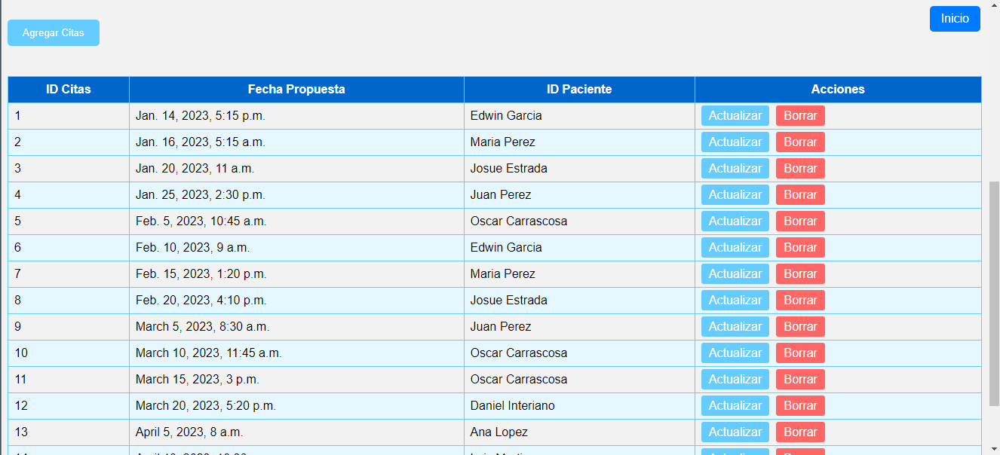 Inicio
Agregar Citas
ID Citas Fecha Propuesta ID Paciente Acciones
1 Jan. 14, 2023, 5:15 p.m. Edwin Garcia Actualizar Borrar
2 Jan. 16, 2023, 5:15 a.m. Maria Perez Actualizar Borrar
3 Jan. 20, 2023, 11 a.m. Josue Estrada Actualizar Borrar
4 Jan. 25, 2023, 2:30 p.m. Juan Perez Actualizar Borrar
5 Feb. 5, 2023, 10:45 a.m. Oscar Carrascosa Actualizar Borrar
6 Feb. 10, 2023, 9 a.m. Edwin Garcia Actualizar Borrar
7 Feb. 15, 2023, 1:20 p.m. Maria Perez Actualizar Borrar
8 Feb. 20, 2023, 4:10 p.m. Josue Estrada Actualizar Borrar
9 March 5, 2023, 8:30 a.m. Juan Perez Actualizar Borrar
10 March 10, 2023, 11:45 a.m. Oscar Carrascosa Actualizar Borrar
11 March 15, 2023, 3 p.m. Oscar Carrascosa Actualizar Borrar
12 March 20, 2023, 5:20 p.m. Daniel Interiano Actualizar Borrar
13 April 5, 2023, 8 a.m. Ana Lopez Actualizar Borrar